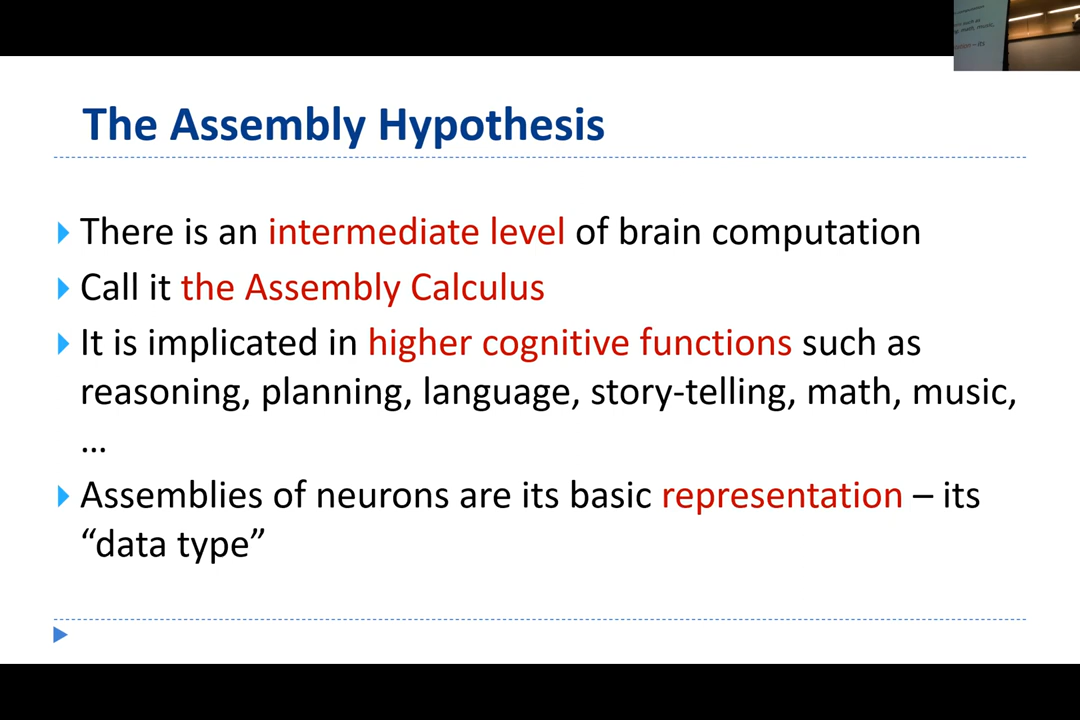 The Assembly Hypothesis
There is an intermediate level of brain computation
Call it the Assembly Calculus
It is implicated in higher cognitive functions such as
reasoning, planning, language, story-telling, math, music,
…
Assemblies of neurons are its basic representation – its
“data type”